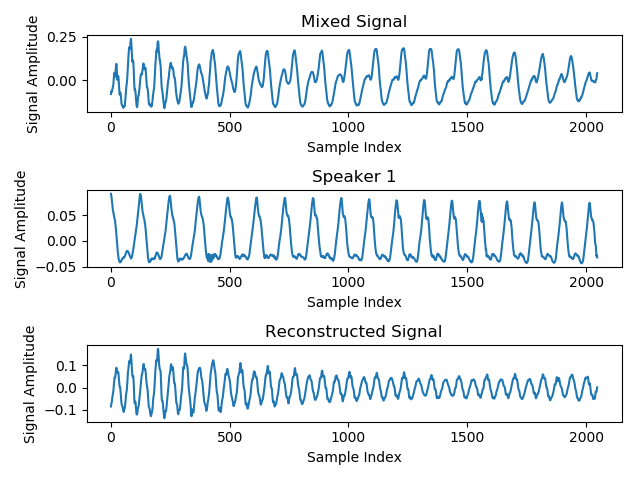 Mixed Signal
Signal Amplitude
0.25
0.00
0
500
1000
1500
2000
Sample Index
Speaker 1
Signal Amplitude
0.05
0.00
−0.05
0
500
1000
1500
2000
Sample Index
Reconstructed Signal
Signal Amplitude
0.1
0.0
−0.1
0
500
1000
1500
2000
Sample Index